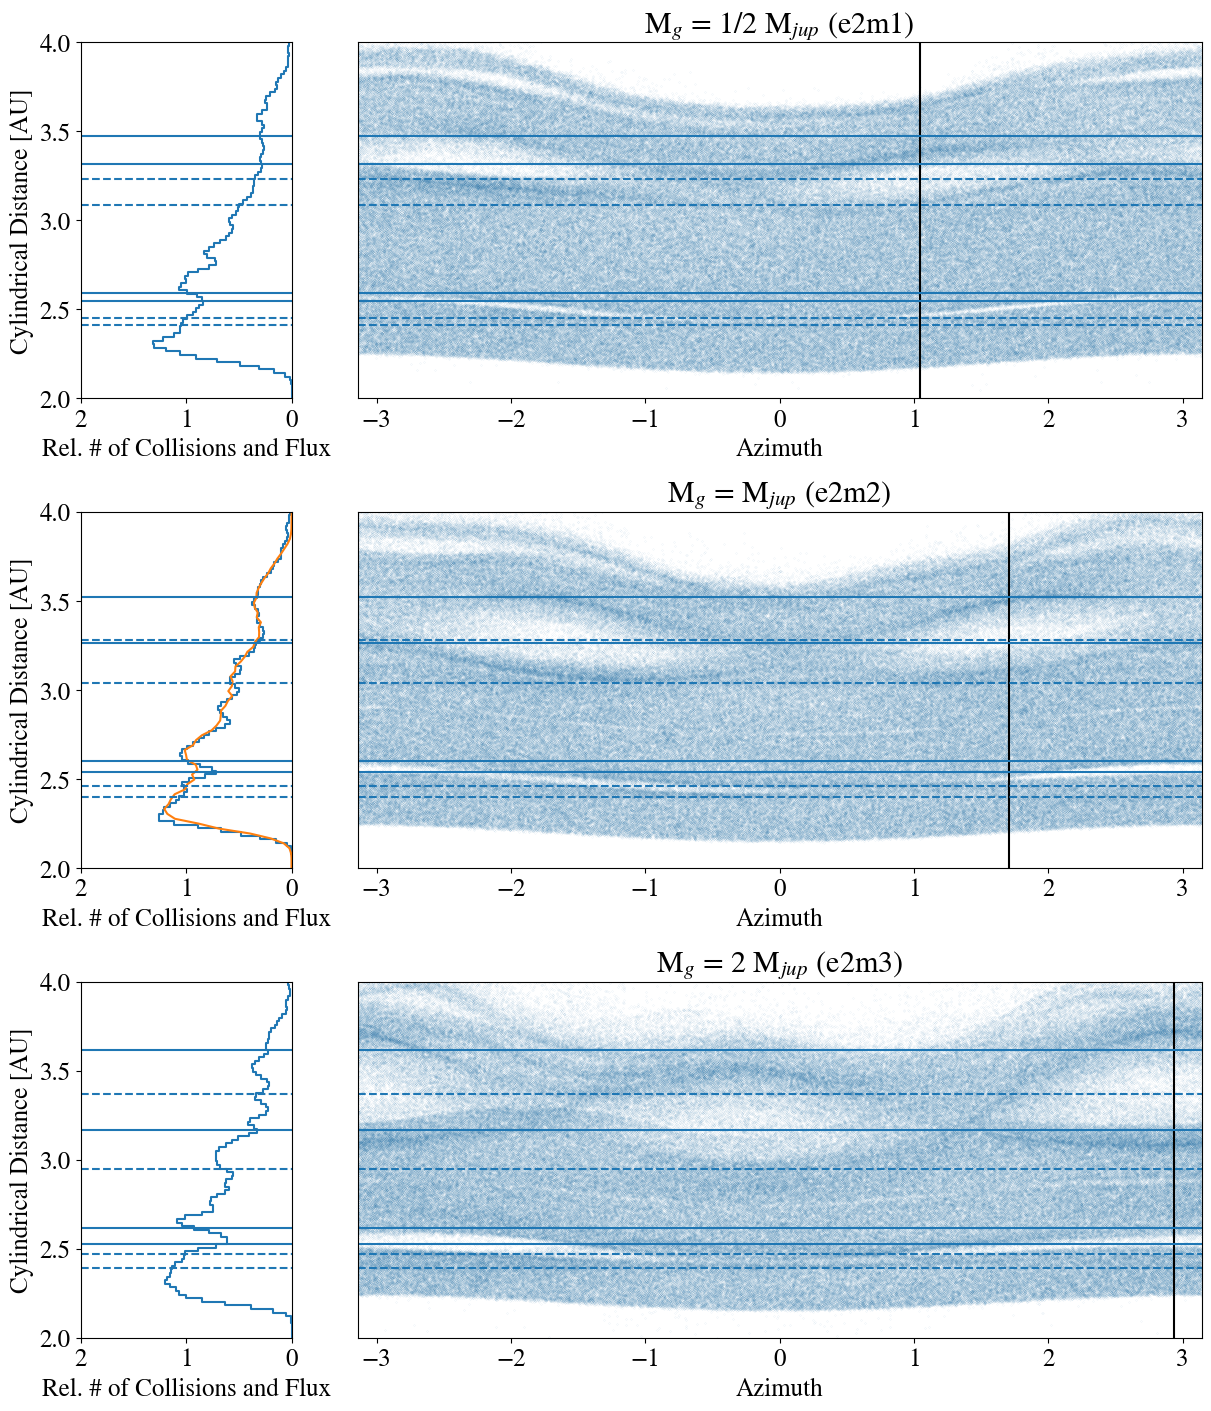 M_g = 1/2 M_jup (e2m1)
4.0
3.5
3.0
2.5
2.0
Cylindrical Distance [AU]
2 1 0
−3 −2 −1 0 1 2 3
Rel. # of Collisions and Flux
Azimuth
M_g = M_jup (e2m2)
4.0
3.5
3.0
2.5
2.0
Cylindrical Distance [AU]
2 1 0
−3 −2 −1 0 1 2 3
Rel. # of Collisions and Flux
Azimuth
M_g = 2 M_jup (e2m3)
4.0
3.5
3.0
2.5
2.0
Cylindrical Distance [AU]
2 1 0
−3 −2 −1 0 1 2 3
Rel. # of Collisions and Flux
Azimuth